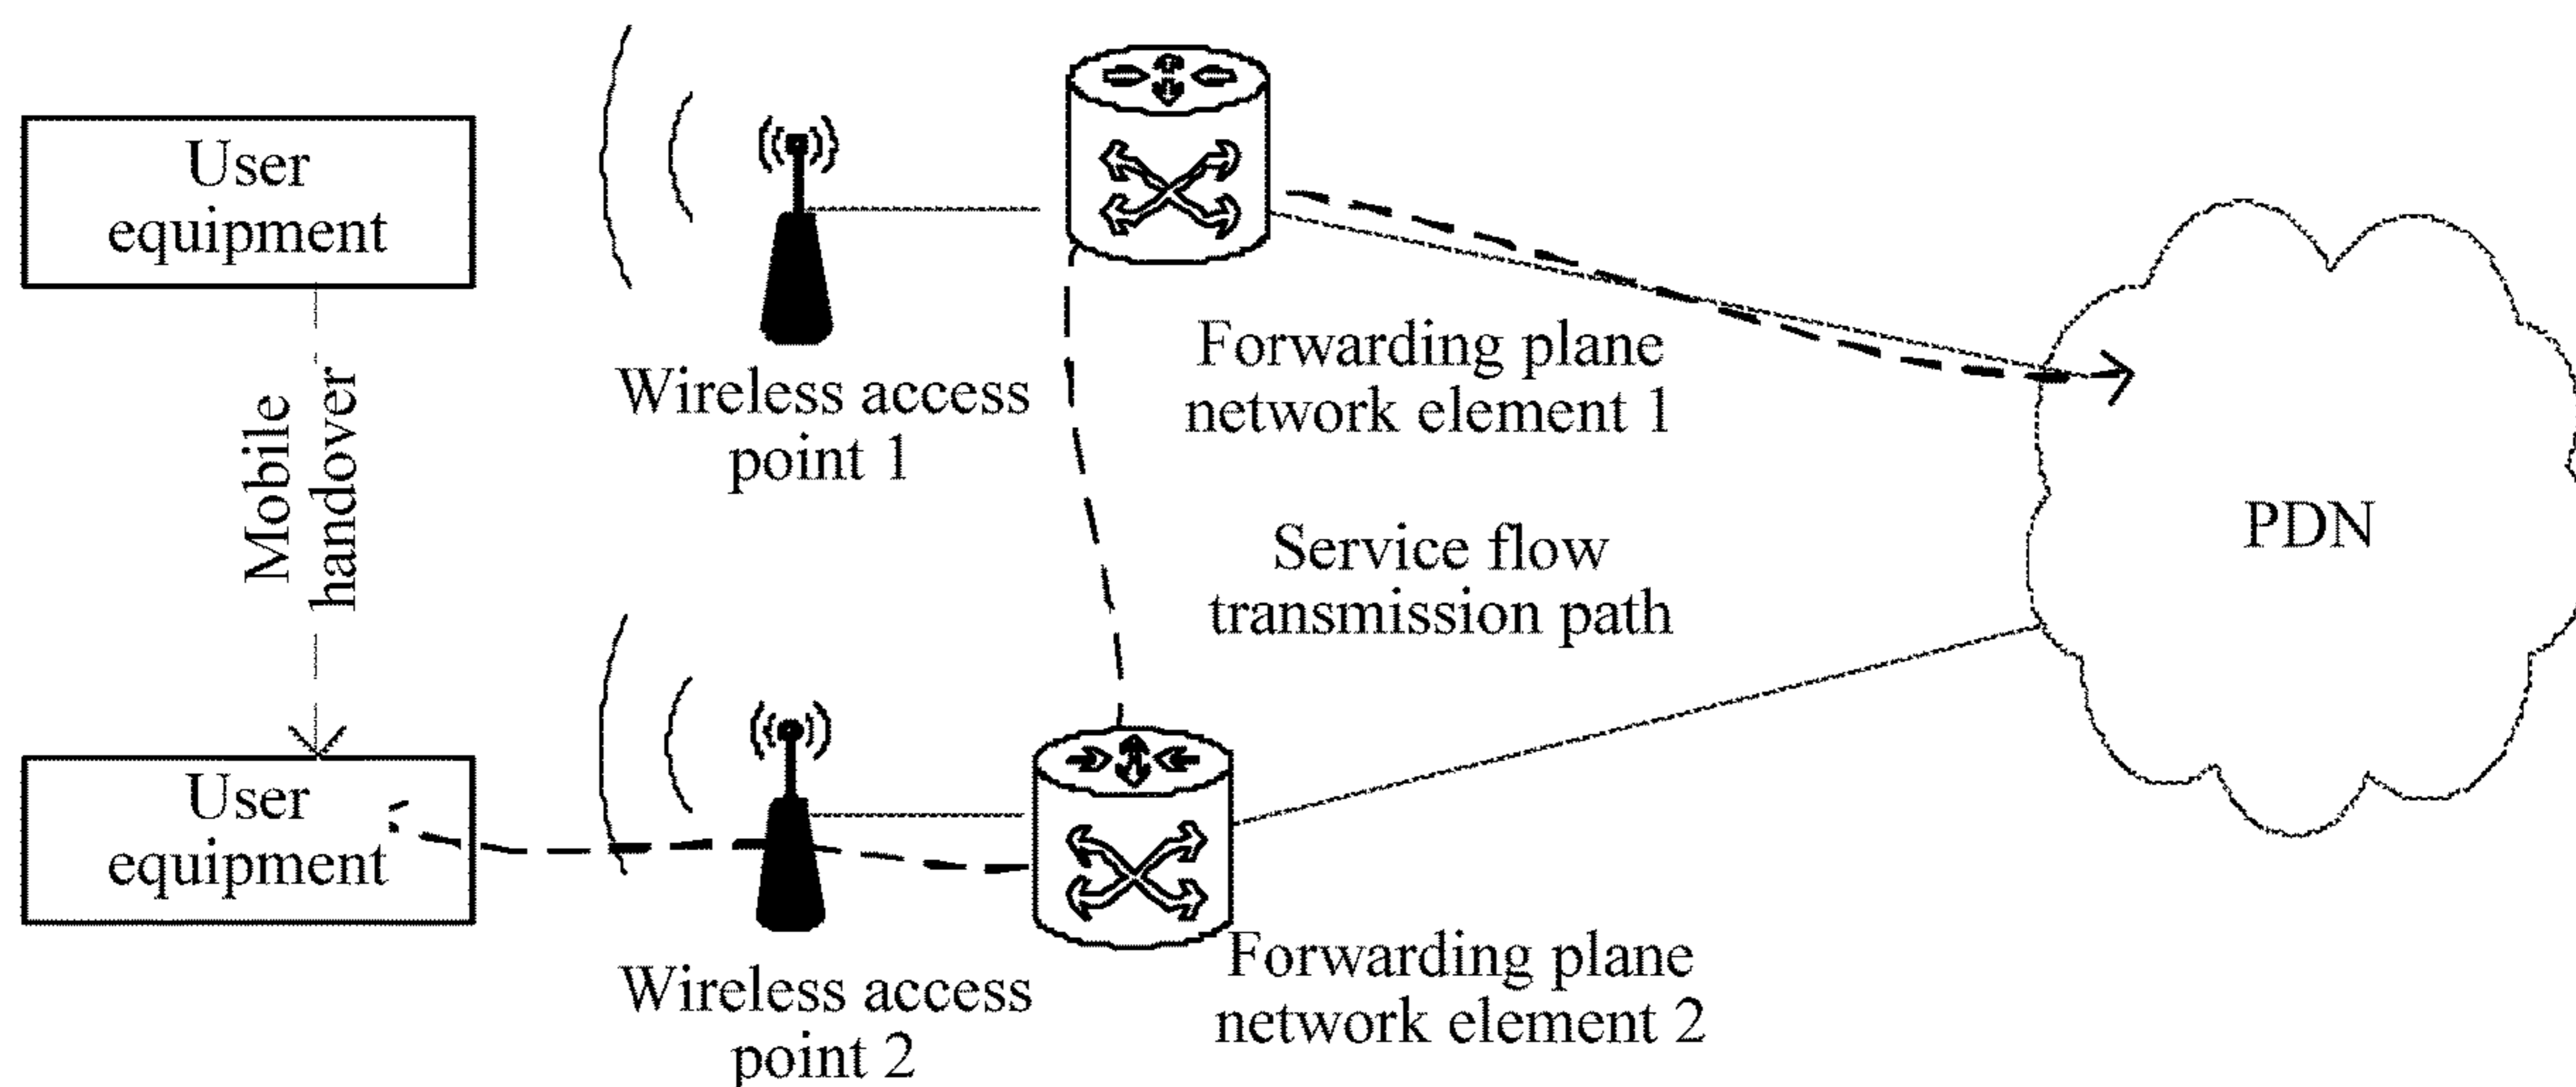 User
equipment
Wireless access
point 1
Forwarding plane
network element 1
Mobile
handover
Service flow
transmission path
PDN
User
equipment
Wireless access
point 2
Forwarding plane
network element 2